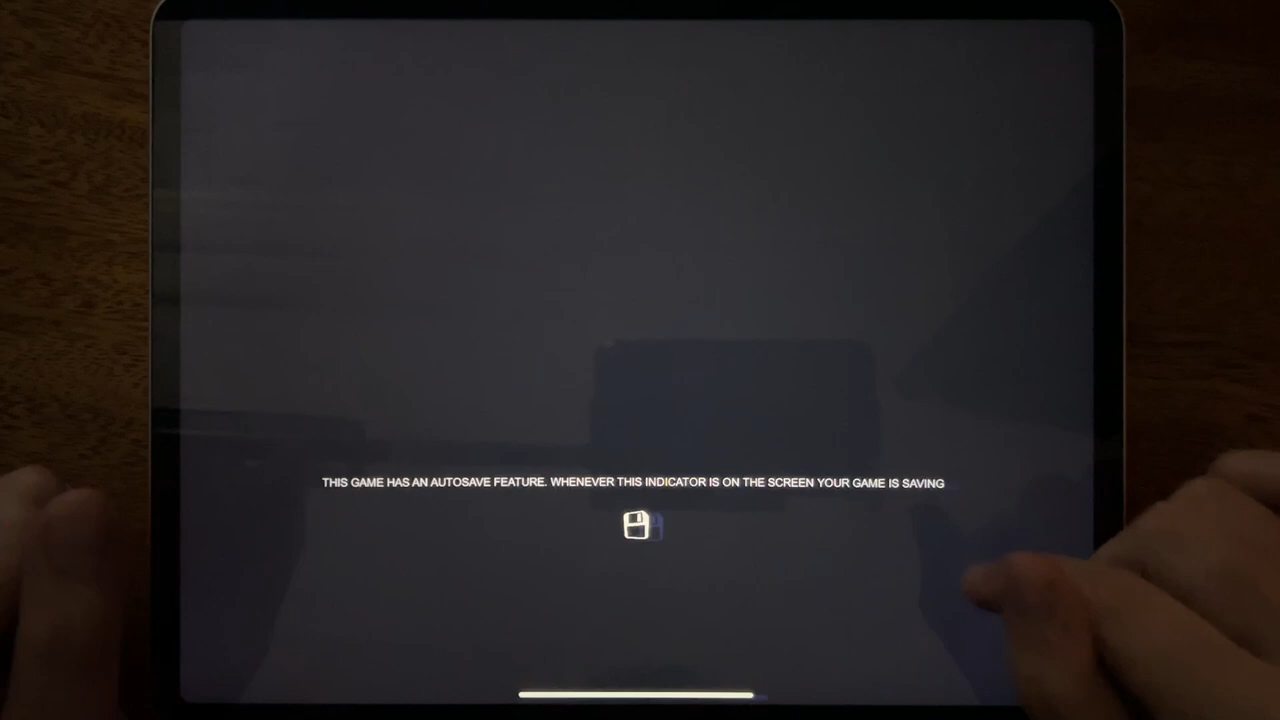 THIS GAME HAS AN AUTOSAVE FEATURE. WHENEVER THIS INDICATOR IS ON THE SCREEN YOUR GAME IS SAVING